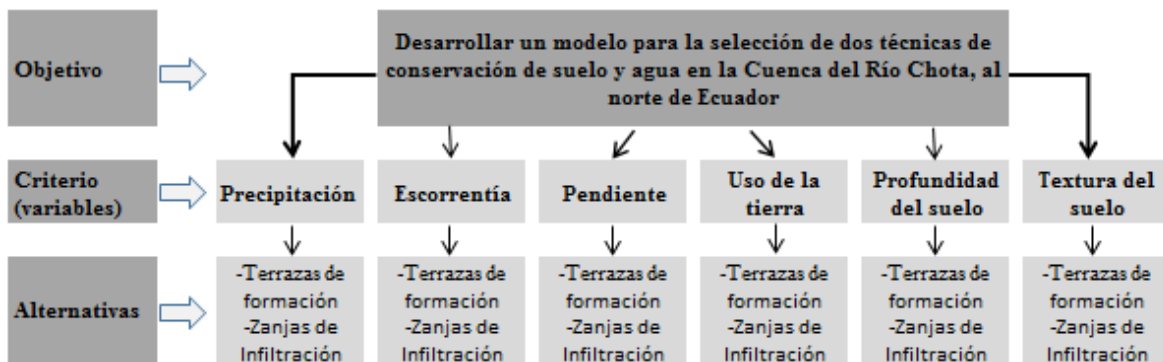 Objetivo
Desarrollar un modelo para la selección de dos técnicas de
conservación de suelo y agua en la Cuenca del Río Chota, al
norte de Ecuador
Criterio
(variables)
Precipitación
Escorrentía
Pendiente
Uso de la
tierra
Profundidad
del suelo
Textura del
suelo
Alternativas
-Terrazas de
formación
-Zanjas de
Infiltración
-Terrazas de
formación
-Zanjas de
Infiltración
-Terrazas de
formación
-Zanjas de
Infiltración
-Terrazas de
formación
-Zanjas de
Infiltración
-Terrazas de
formación
-Zanjas de
Infiltración
-Terrazas de
formación
-Zanjas de
Infiltración